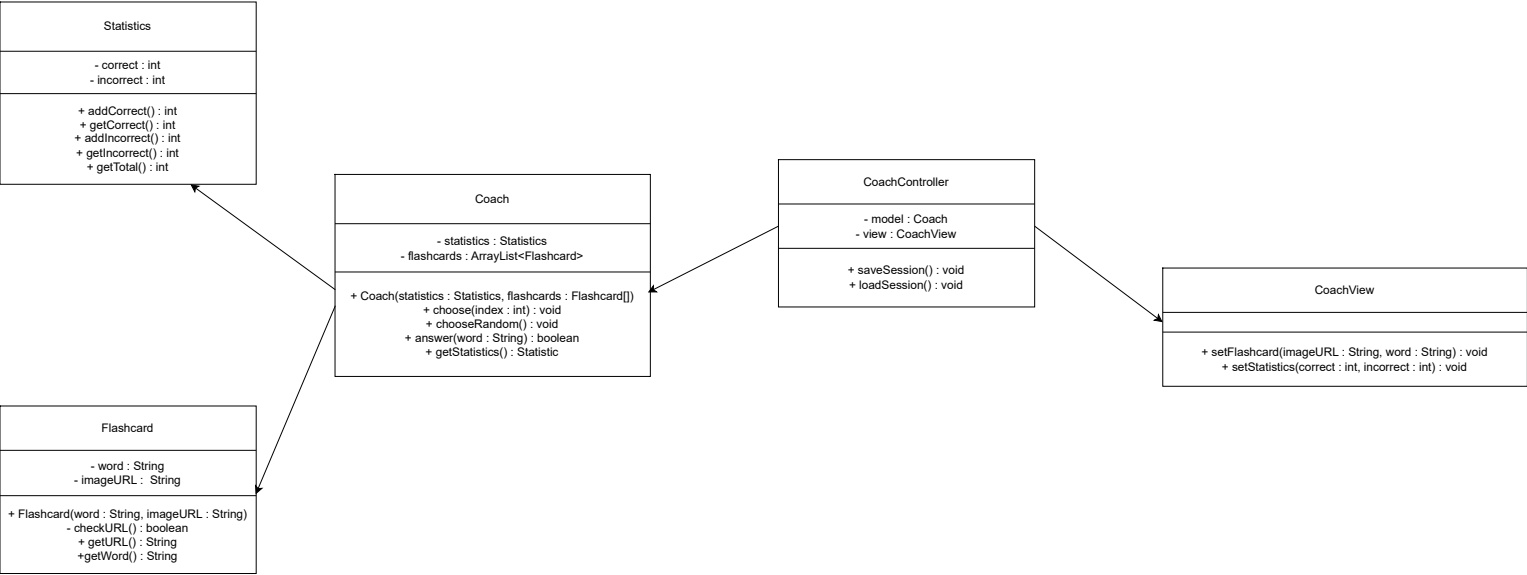 Statistics
- correct : int
- incorrect : int
+ addCorrect() : int
+ getCorrect() : int
+ addIncorrect() : int
+ getIncorrect() : int
+ getTotal() : int
Coach
- statistics : Statistics
- flashcards : ArrayList<Flashcard>
+ Coach(statistics : Statistics, flashcards : Flashcard[])
+ choose(index : int) : void
+ chooseRandom() : void
+ answer(word : String) : boolean
+ getStatistics() : Statistic
CoachController
- model : Coach
- view : CoachView
+ saveSession() : void
+ loadSession() : void
CoachView
+ setFlashcard(imageURL : String, word : String) : void
+ setStatistics(correct : int, incorrect : int) : void
Flashcard
- word : String
- imageURL :  String
+ Flashcard(word : String, imageURL : String)
- checkURL() : boolean
+ getURL() : String
+getWord() : String